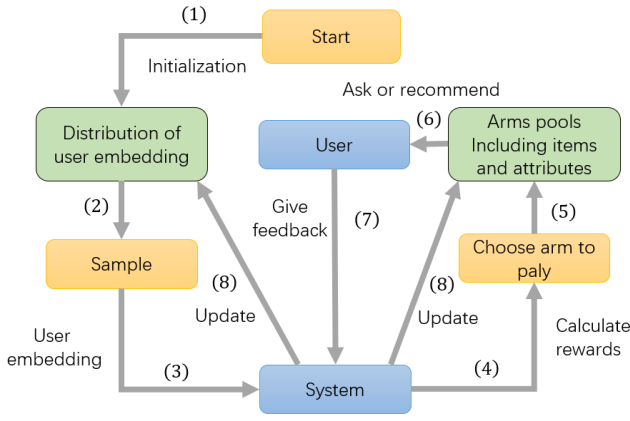 (1)
Start
Initialization
Ask or recommend
Distribution of
user embedding
User
(6)
Arms pools
Including items
and attributes
(2)
Give
feedback
(7)
(5)
Sample
(8)
Update
(8)
Update
Choose arm to
paly
User
embedding
(3)
System
(4)
Calculate
rewards